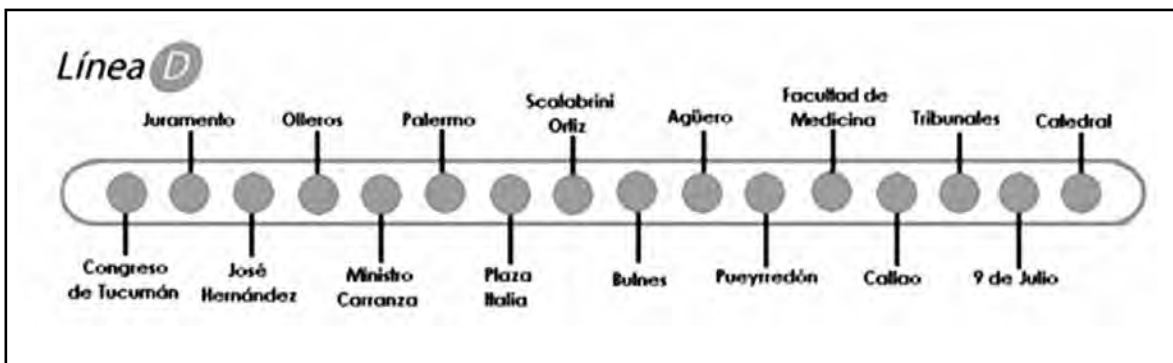 Línea D
Juramento
Olleros
Palermo
Scalabrini
Ortiz
Agüero
Facultad de
Medicina
Tribunales
Catedral
Congreso
de Tucumán
José
Hernández
Ministro
Carranza
Plaza
Italia
Bulnes
Pueyrredón
Callao
9 de Julio